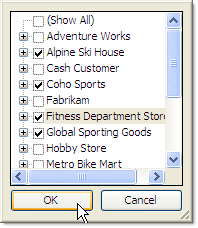 (Show All)
Adventure Works
Alpine Ski House
Cash Customer
Coho Sports
Fabrikam
Fitness Department Store
Global Sporting Goods
Hobby Store
Metro Bike Mart
OK Cancel